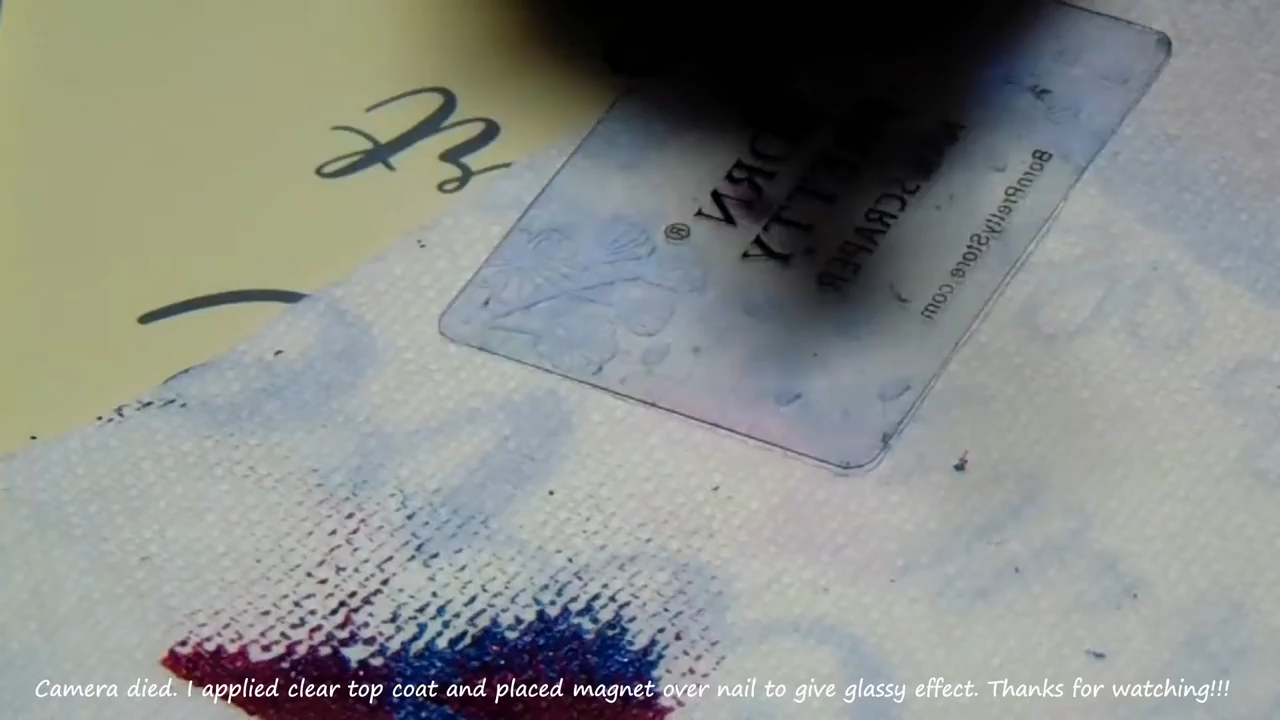 ®
BornPrettyStore.com
SCRAPER
Camera died. I applied clear top coat and placed magnet over nail to give glassy effect. Thanks for watching!!!